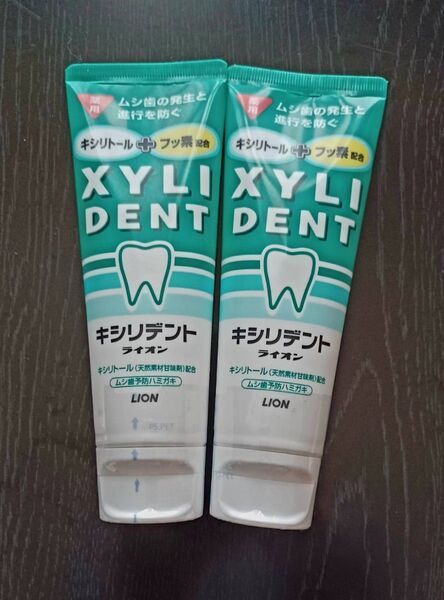 薬用
ムシ歯の発生と
進行を防ぐ
キシリトール+フッ素配合
XYLI
DENT
キシリデント
ライオン
キシリトール(天然素材甘味剤)配合
ムシ歯予防ハミガキ
LION
PS,PET
薬用
ムシ歯の発生と
進行を防ぐ
キシリトール+フッ素配合
XYLI
DENT
キシリデント
ライオン
キシリトール(天然素材甘味剤)配合
ムシ歯予防ハミガキ
LION